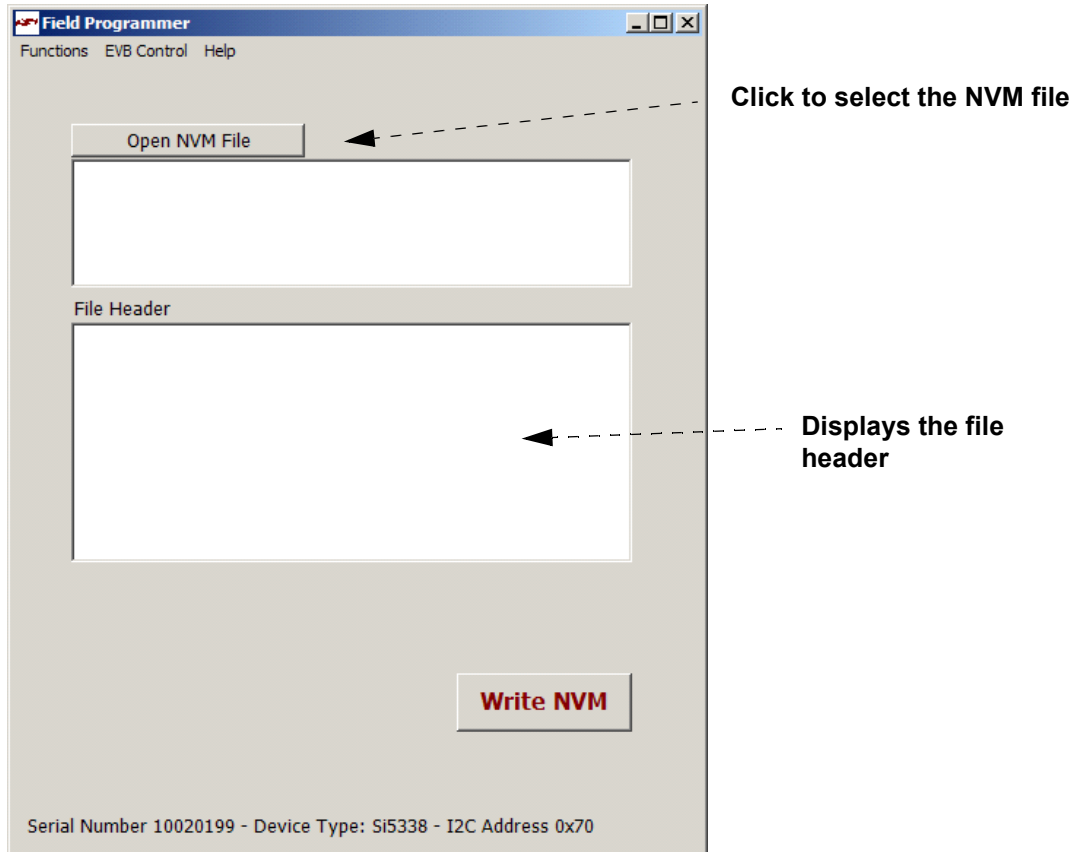 Field Programmer
Functions EVB Control Help
Click to select the NVM file
Open NVM File
File Header
Displays the file
header
Write NVM
Serial Number 10020199 - Device Type: Si5338 - I2C Address 0x70